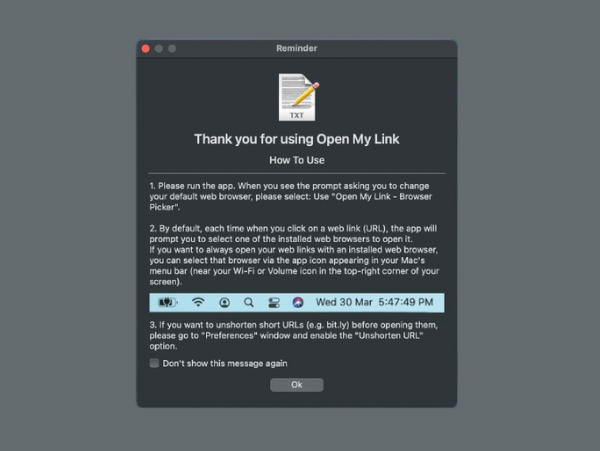 Reminder
TXT
Thank you for using Open My Link
How To Use
1. Please run the app. When you see the prompt asking you to change
your default web browser, please select: Use "Open My Link - Browser
Picker".
2. By default, each time when you click on a web link (URL), the app will
prompt you to select one of the installed web browsers to open it.
If you want to always open your web links with an installed web browser,
you can select that browser via the app icon appearing in your Mac's
menu bar (near your Wi-Fi or Volume icon in the top-right corner of your
screen).
Wed 30 Mar 5:47:49 PM
3. If you want to unshorten short URLs (e.g. bit.ly) before opening them,
please go to "Preferences" window and enable the "Unshorten URL"
option.
Don't show this message again
Ok